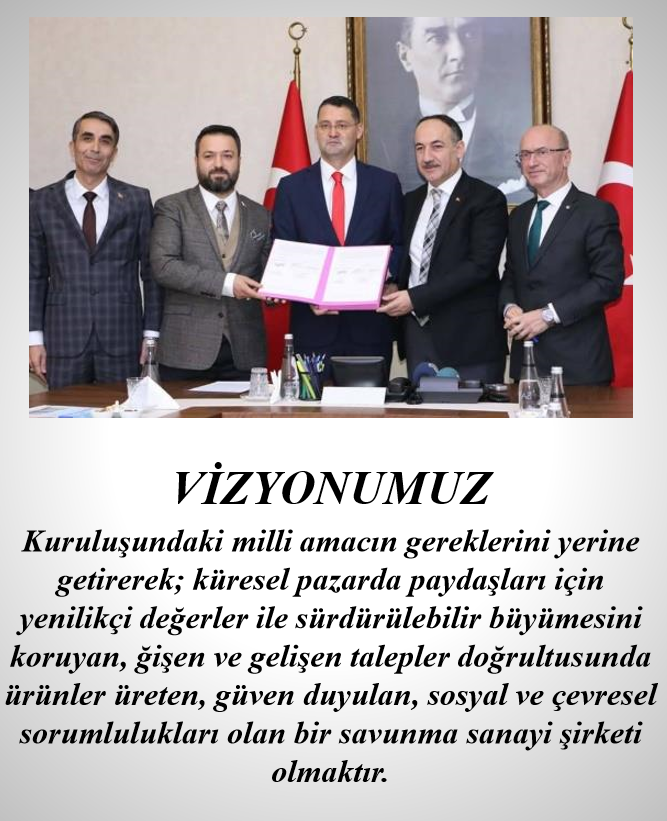 VİZYONUMUZ
Kuruluşundaki milli amacın gereklerini yerine
getirerek; küresel pazarda paydaşları için
yenilikçi değerler ile sürdürülebilir büyümesini
koruyan, ğişen ve gelişen talepler doğrultusunda
ürünler üreten, güven duyulan, sosyal ve çevresel
sorumlulukları olan bir savunma sanayi şirketi
olmaktır.